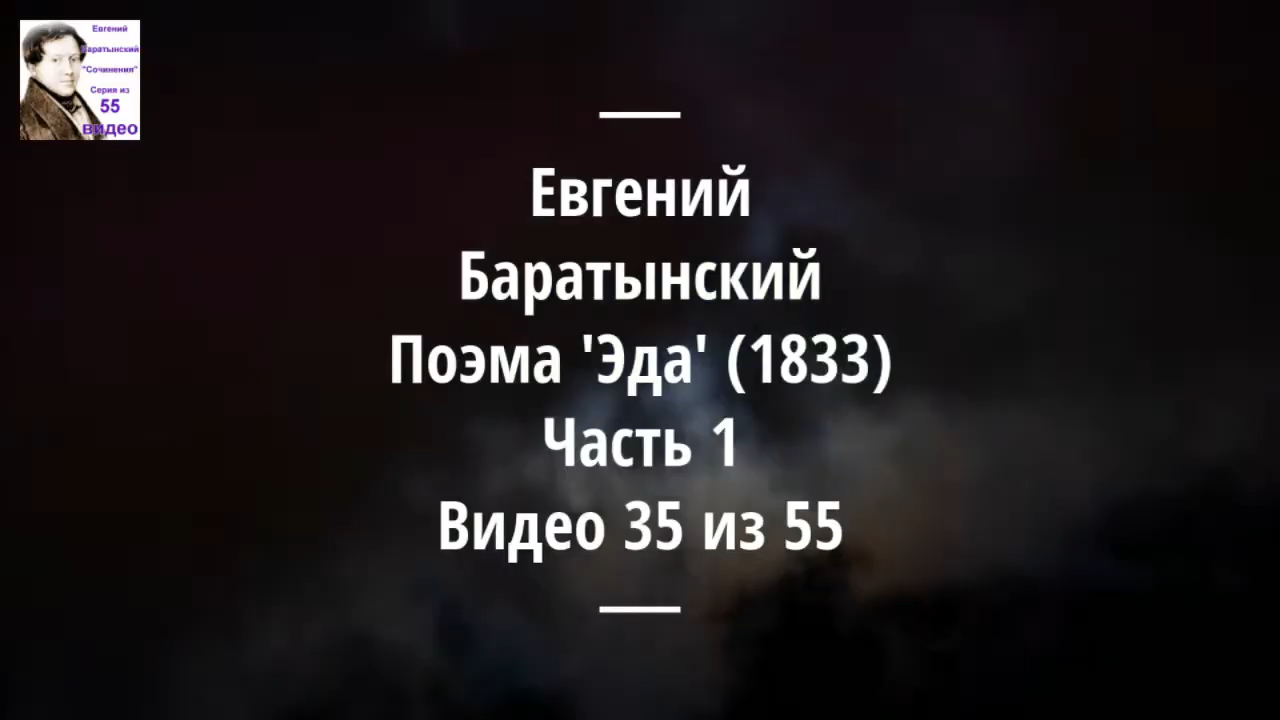 Евгений
Баратынский
"Сочинения"
Серия из
55
видео
Евгений
Баратынский
Поэма 'Эда' (1833)
Часть 1
Видео 35 из 55